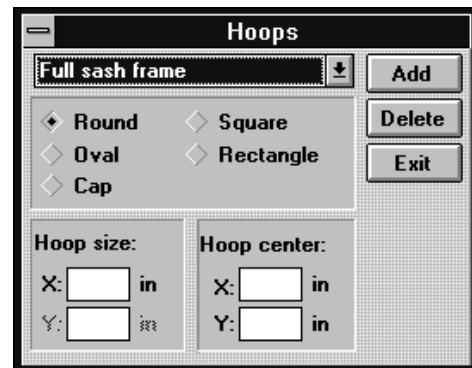 Hoops
Full sash frame
Add
Delete
Exit
Round
Square
Oval
Rectangle
Cap
Hoop size:
X: in
Y: in
Hoop center:
X: in
Y: in